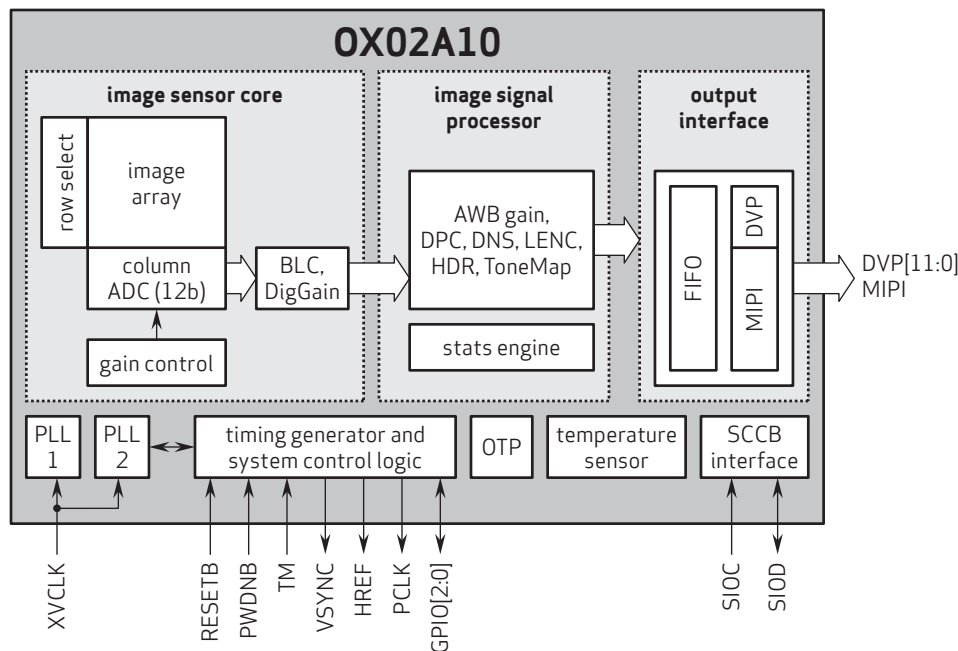 OX02A10
image sensor core
row select
image
array
column
ADC (12b)
gain control
BLC,
DigGain
image signal
processor
AWB gain,
DPC, DNS, LENC,
HDR, ToneMap
stats engine
output
interface
FIFO
DVP
MIPI
DVP[11:0]
MIPI
PLL
1
PLL
2
timing generator and
system control logic
OTP
temperature
sensor
SCCB
interface
XVCLK
RESETB
PWDNB
TM
VSYNC
HREF
PCLK
GPIO[2:0]
SIOC
SIOD